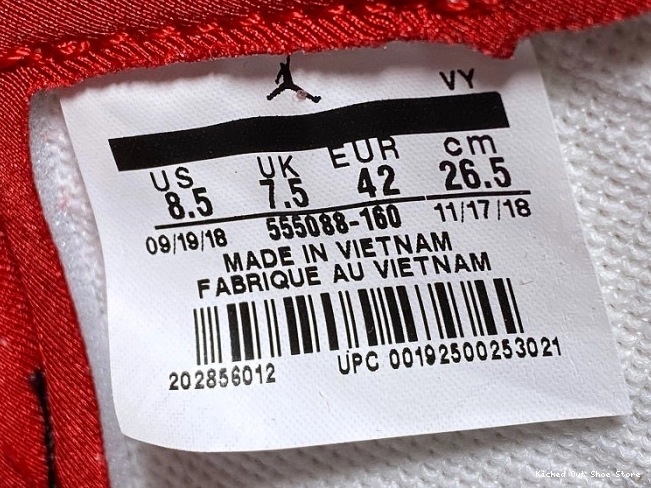 VY
US UK EUR cm
8.5 7.5 42 26.5
09/19/18 555088-160 11/17/18
MADE IN VIETNAM
FABRIQUE AU VIETNAM
202856012 UPC 00192500253021
Kicked Out Shoe Store